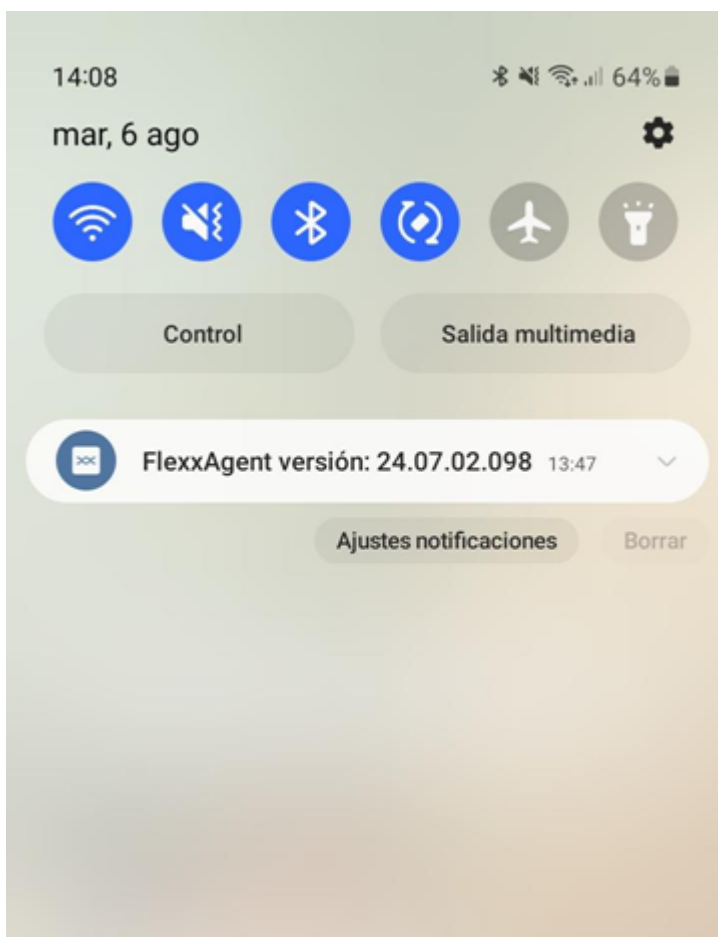 14:08 64%
mar, 6 ago
Control Salida multimedia
FlexxAgent versión: 24.07.02.098 13:47
Ajustes notificaciones Borrar